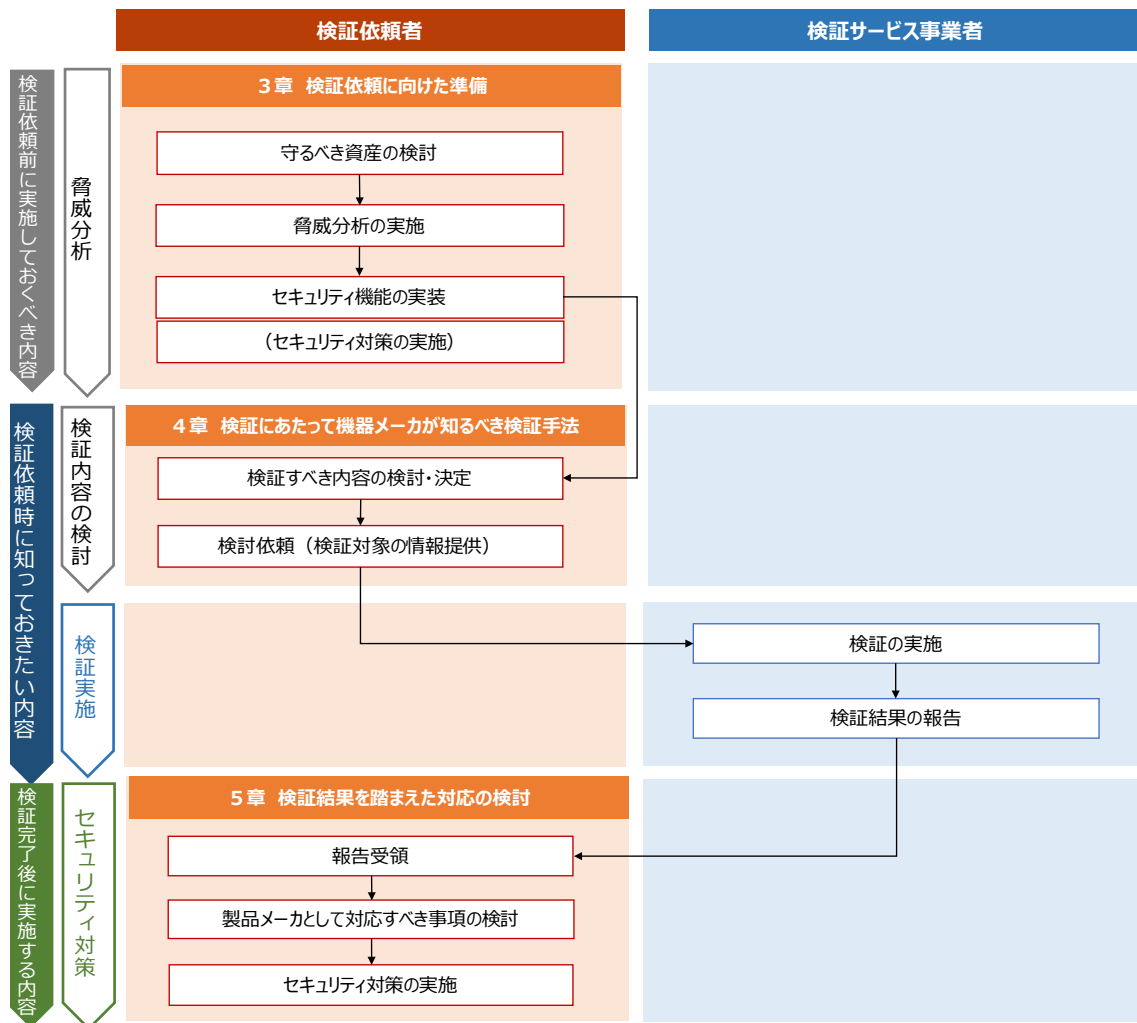 検証依頼者
検証サービス事業者
検証依頼前に実施しておくべき内容
脅威分析
３章 検証依頼に向けた準備
守るべき資産の検討
脅威分析の実施
セキュリティ機能の実装
（セキュリティ対策の実施）
検証依頼時に知っておきたい内容
検証内容の検討
４章 検証にあたって機器メーカが知るべき検証手法
検証すべき内容の検討・決定
検討依頼（検証対象の情報提供）
検証実施
検証の実施
検証結果の報告
検証完了後に実施する内容
セキュリティ対策
５章 検証結果を踏まえた対応の検討
報告受領
製品メーカとして対応すべき事項の検討
セキュリティ対策の実施